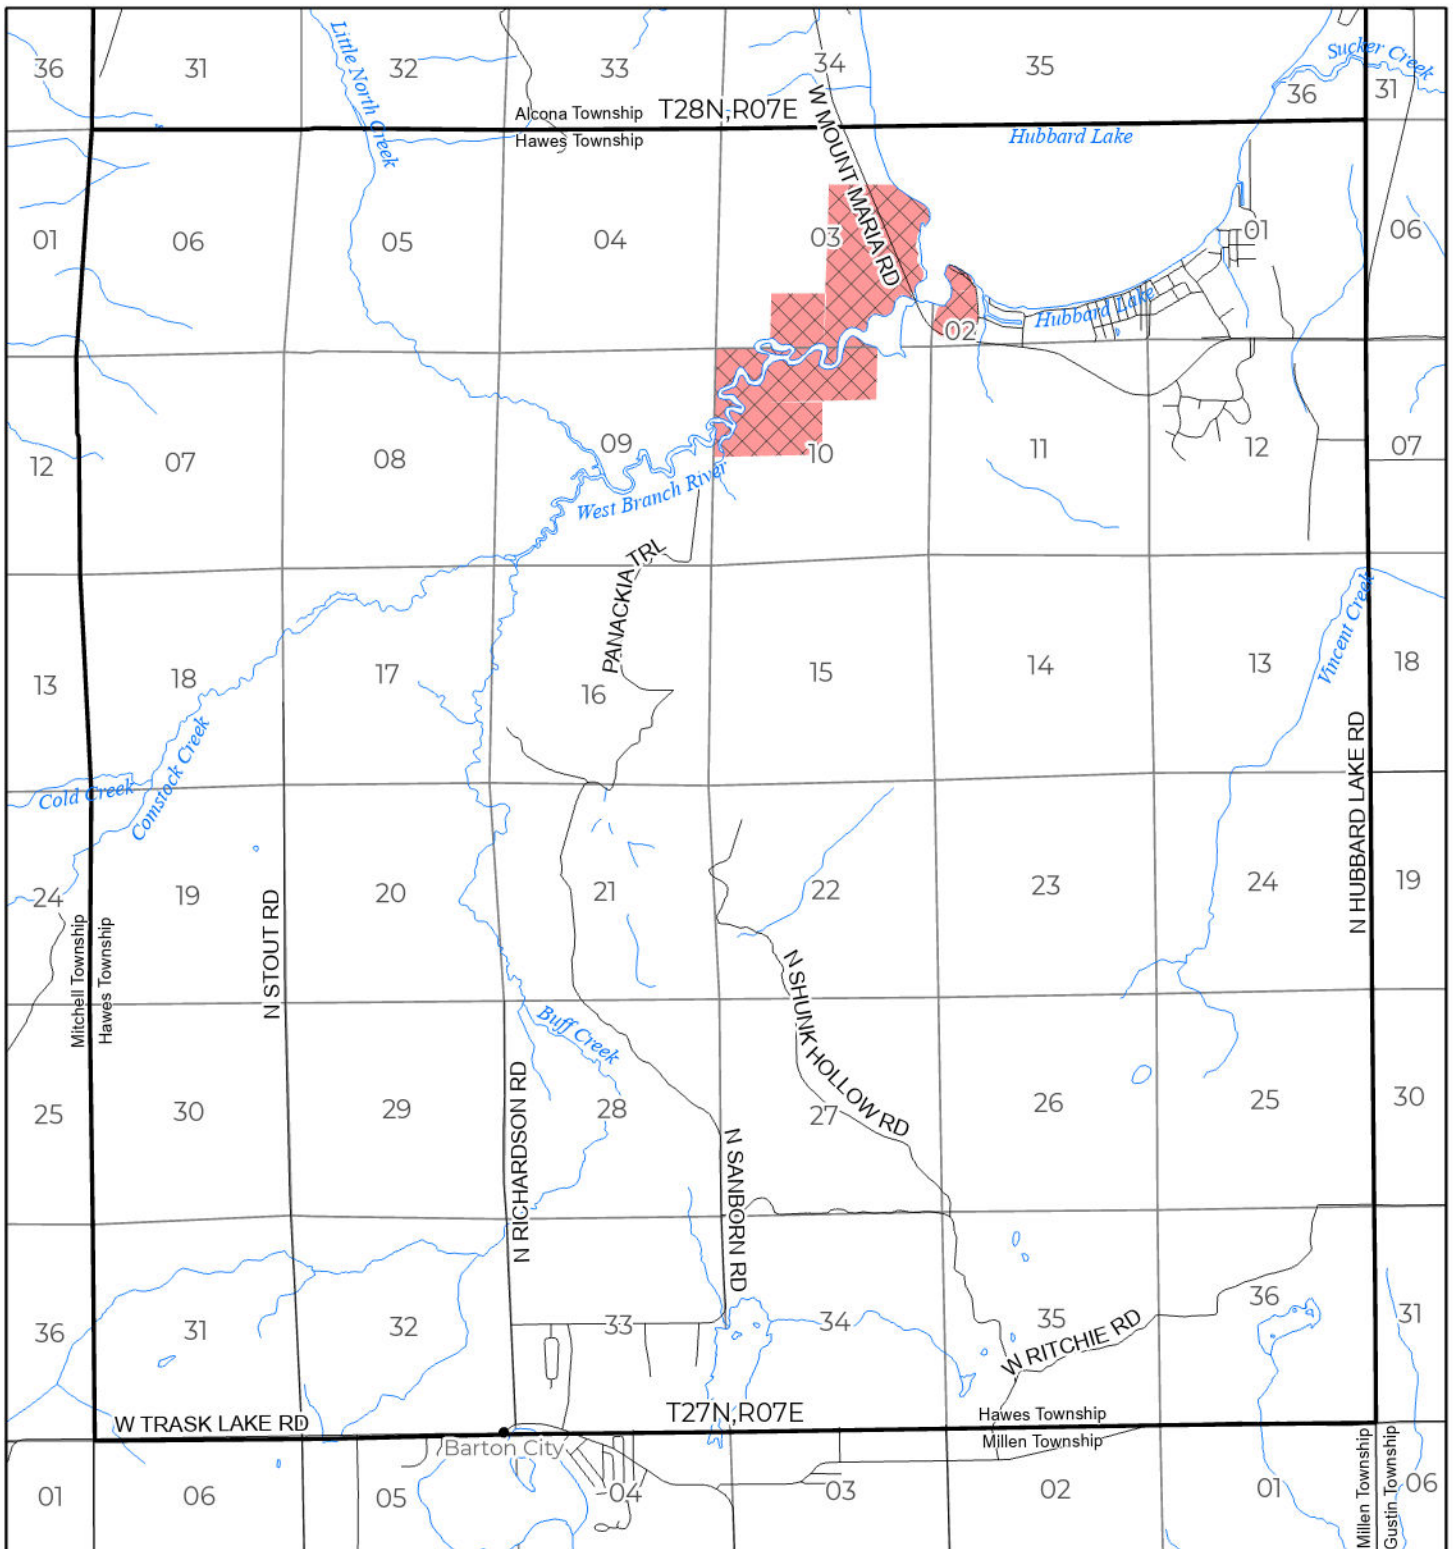 36
31
32
33
34
35
36
31
Little North Creek
Sucker Creek
Alcona Township
T28N,R07E
Hawes Township
W MOUNT MARIA RD
Hubbard Lake
01
06
05
04
03
02
01
06
Hubbard Lake
12
07
08
09
10
11
12
07
West Branch River
PANACKIA TRL
13
18
17
16
15
14
13
18
Vincent Creek
Cold Creek
Comstock Creek
N HUBBARD LAKE RD
24
19
20
21
22
23
24
19
Mitchell Township
Hawes Township
N STOUT RD
N SHUNK HOLLOW RD
Buff Creek
25
30
29
28
27
26
25
30
N RICHARDSON RD
N SANBORN RD
36
31
32
33
34
35
36
31
W RITCHIE RD
W TRASK LAKE RD
T27N,R07E
Hawes Township
Millen Township
Barton City
Millen Township
Gustin Township
01
06
05
04
03
02
01
06